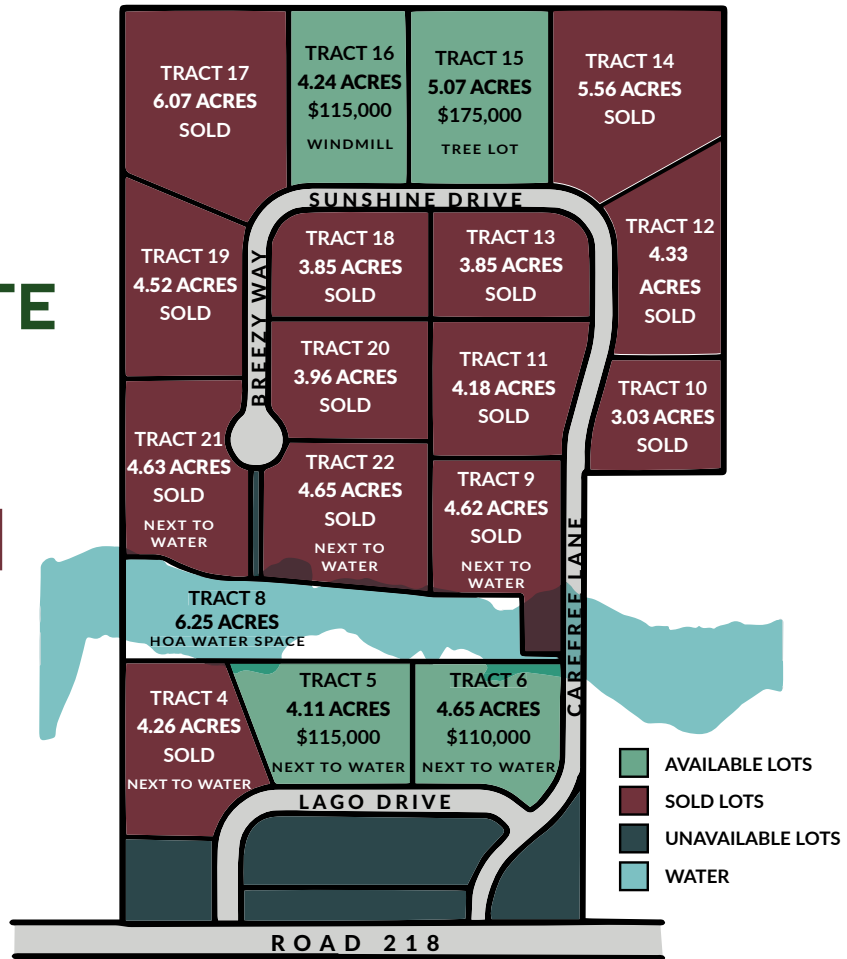 TRACT 17
6.07 ACRES
SOLD
TRACT 16
4.24 ACRES
$115,000
WINDMILL
TRACT 15
5.07 ACRES
$175,000
TREE LOT
TRACT 14
5.56 ACRES
SOLD
SUNSHINE DRIVE
TRACT 12
4.33
ACRES
SOLD
TRACT 19
4.52 ACRES
SOLD
BREEZY WAY
TRACT 18
3.85 ACRES
SOLD
TRACT 13
3.85 ACRES
SOLD
TE
TRACT 20
3.96 ACRES
SOLD
TRACT 11
4.18 ACRES
SOLD
TRACT 10
3.03 ACRES
SOLD
TRACT 21
4.63 ACRES
SOLD
NEXT TO
WATER
TRACT 22
4.65 ACRES
SOLD
NEXT TO
WATER
TRACT 9
4.62 ACRES
SOLD
NEXT TO
WATER
CAREFREE LANE
TRACT 8
6.25 ACRES
HOA WATER SPACE
TRACT 4
4.26 ACRES
SOLD
NEXT TO WATER
TRACT 5
4.11 ACRES
$115,000
NEXT TO WATER
TRACT 6
4.65 ACRES
$110,000
NEXT TO WATER
LAGO DRIVE
AVAILABLE LOTS
SOLD LOTS
UNAVAILABLE LOTS
WATER
ROAD 218